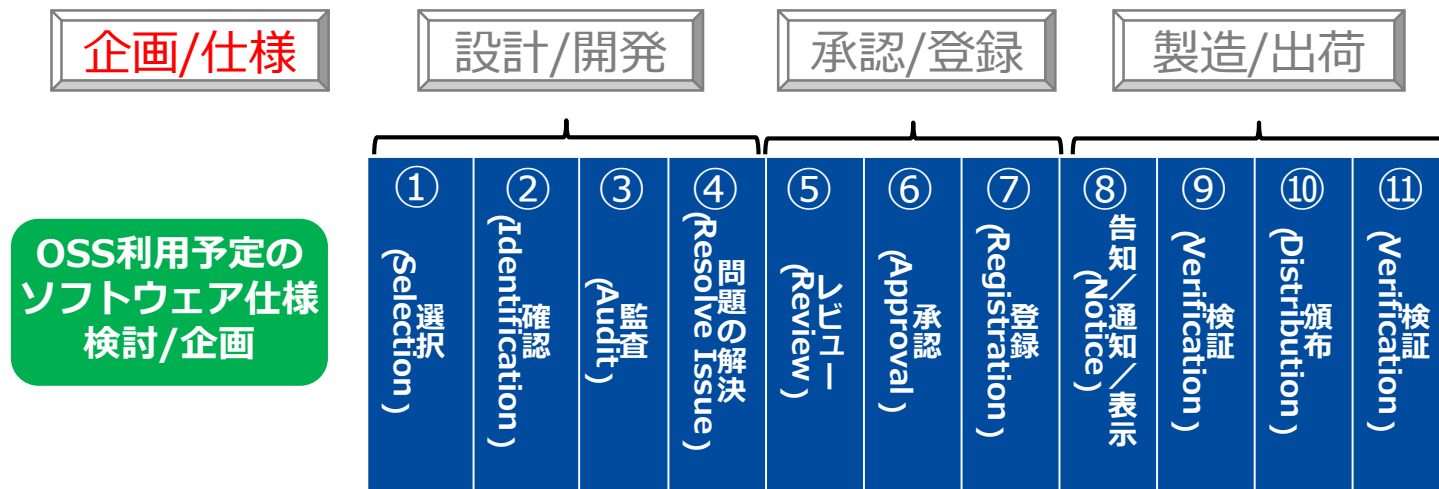 企画/仕様
設計/開発
承認/登録
製造/出荷
OSS利用予定の
ソフトウェア仕様
検討/企画
①
選択
(Selection)
②
確認
(Identification)
③
監査
(Audit)
④
問題の解決
(Resolve Issue)
⑤
レビュー
(Review)
⑥
承認
(Approval)
⑦
登録
(Registration)
⑧
告知/通知/表示
(Notice)
⑨
検証
(Verification)
⑩
頒布
(Distribution)
⑪
検証
(Verification)